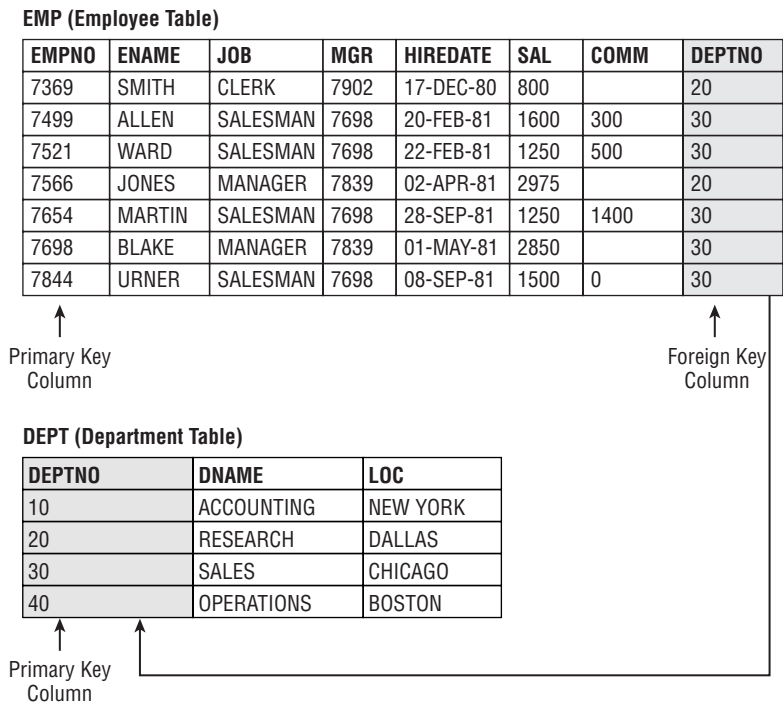 EMP (Employee Table)
EMPNO ENAME JOB MGR HIREDATE SAL COMM DEPTNO
7369 SMITH CLERK 7902 17-DEC-80 800 20
7499 ALLEN SALESMAN 7698 20-FEB-81 1600 300 30
7521 WARD SALESMAN 7698 22-FEB-81 1250 500 30
7566 JONES MANAGER 7839 02-APR-81 2975 20
7654 MARTIN SALESMAN 7698 28-SEP-81 1250 1400 30
7698 BLAKE MANAGER 7839 01-MAY-81 2850 30
7844 URNER SALESMAN 7698 08-SEP-81 1500 0 30
Primary Key
Column
Foreign Key
Column
DEPT (Department Table)
DEPTNO DNAME LOC
10 ACCOUNTING NEW YORK
20 RESEARCH DALLAS
30 SALES CHICAGO
40 OPERATIONS BOSTON
Primary Key
Column